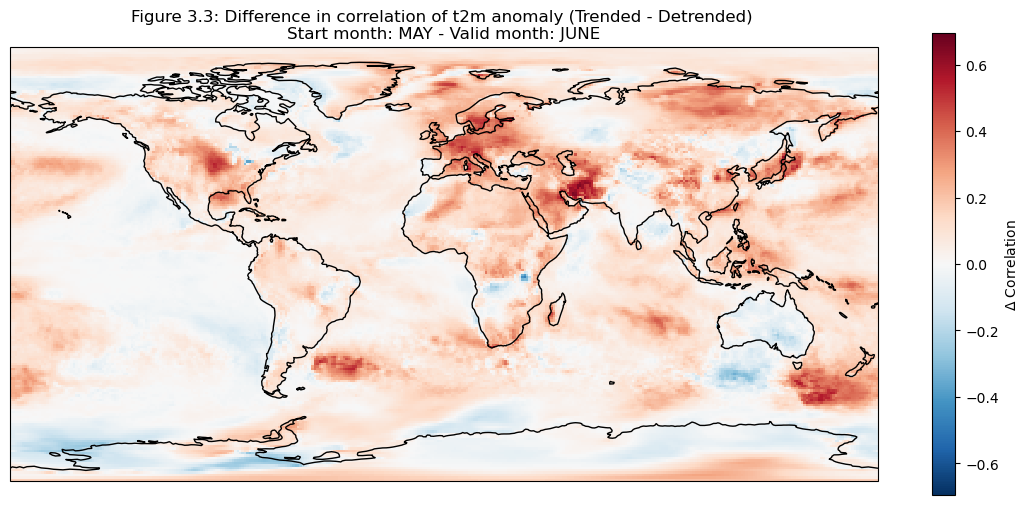 Figure 3.3: Difference in correlation of t2m anomaly (Trended - Detrended)
Start month: MAY - Valid month: JUNE
0.6
0.4
0.2
0.0
−0.2
−0.4
−0.6
Δ Correlation